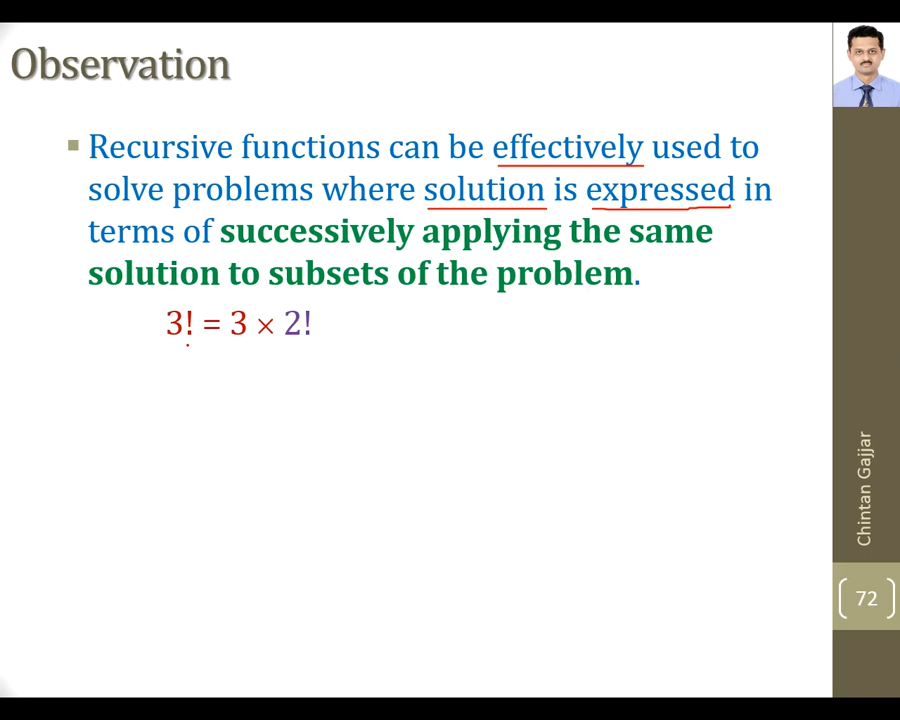 Observation
Recursive functions can be effectively used to
solve problems where solution is expressed in
terms of successively applying the same
solution to subsets of the problem.
3! = 3 × 2!
Chintan Gajjar
72